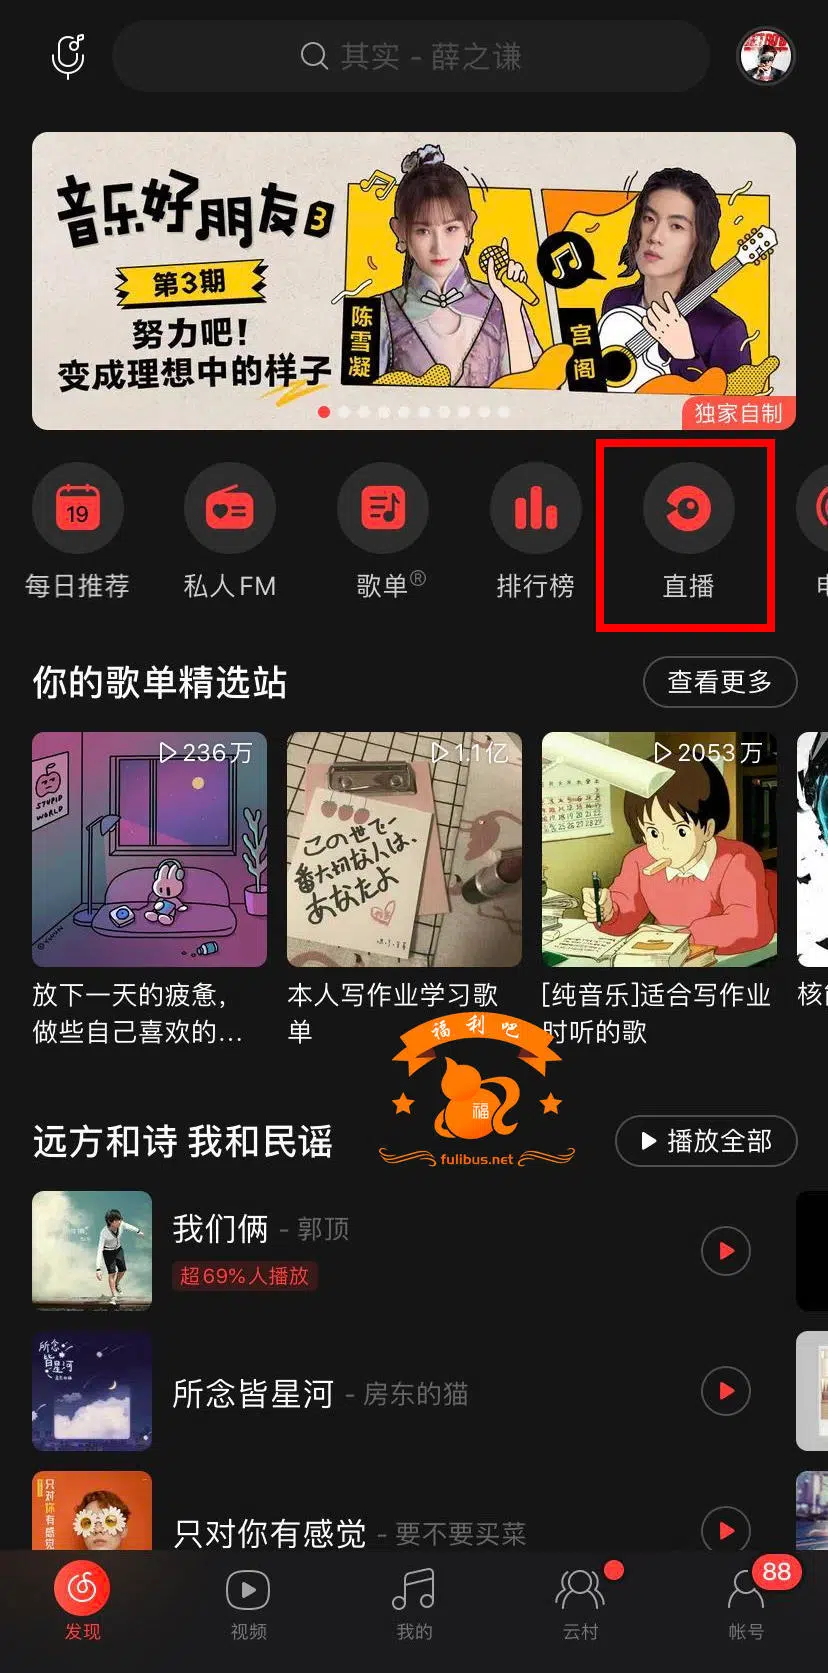 其实 - 薛之谦
音乐好朋友3
第3期
努力吧!
变成理想中的样子
陈雪凝
宫阁
独家自制
19
每日推荐
私人FM
歌单®
排行榜
直播
你的歌单精选站
查看更多
236万
1.1亿
2053万
STUPID
WORLD
この世で一
番大切な人は、
あなたよ
放下一天的疲惫,
做些自己喜欢的...
本人写作业学习歌
单
[纯音乐]适合写作业
时听的歌
福利吧
福
fulibus.net
远方和诗 我和民谣
播放全部
我们俩 - 郭顶
超69%人播放
所念
皆星河
所念皆星河 - 房东的猫
只对你有感觉
只对你有感觉 - 要不要买菜
88
发现
视频
我的
云村
帐号